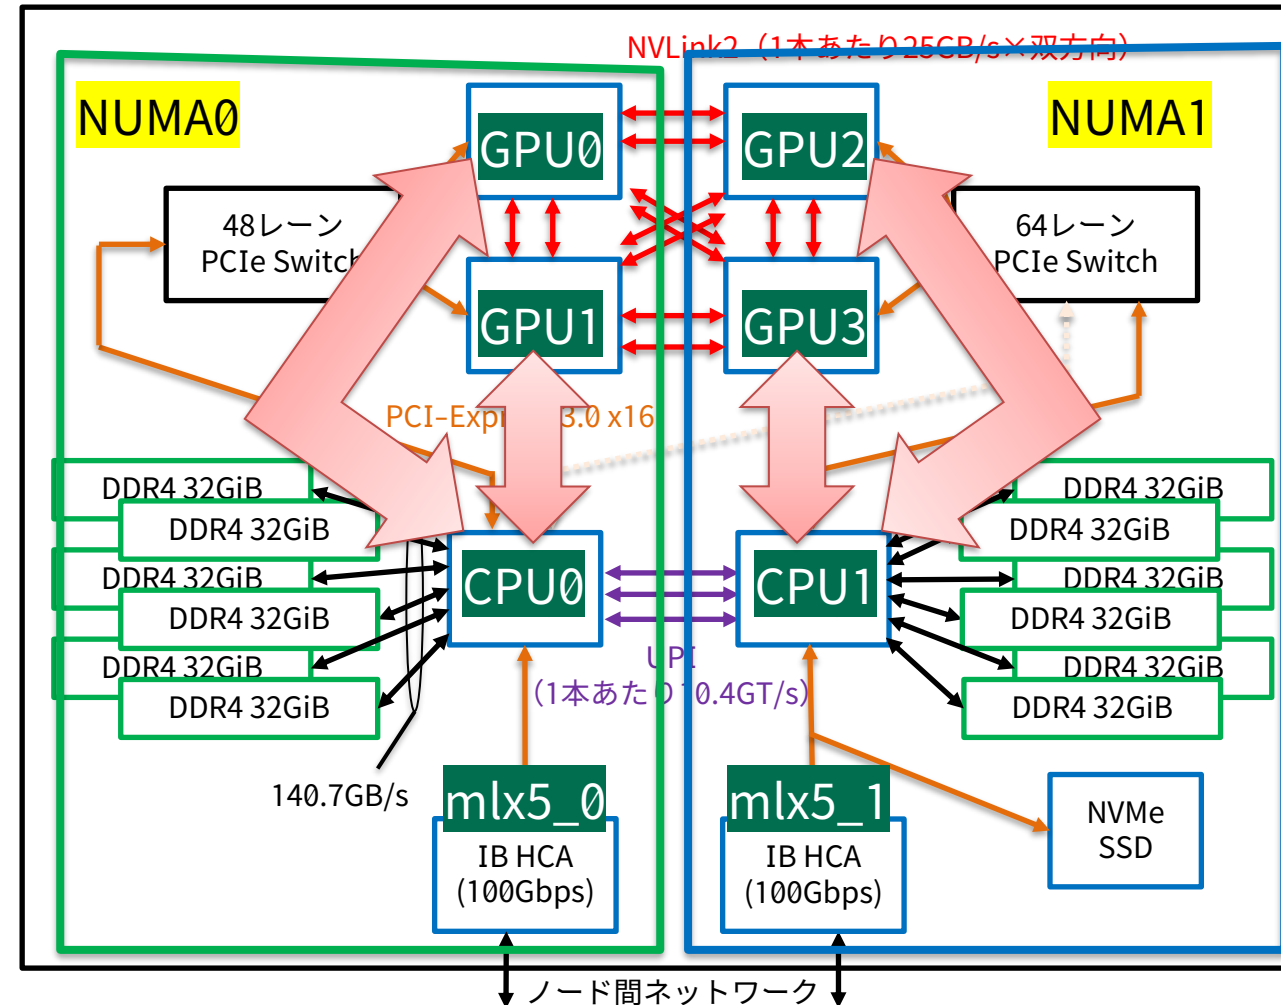 NVLink2（1本あたり25GB/s×双方向）
NUMA0
NUMA1
GPU0
GPU2
48レーン
PCIe Switch
64レーン
PCIe Switch
GPU1
GPU3
PCI-Expr 3.0 x16
DDR4 32GiB
DDR4 32GiB
DDR4 32GiB
DDR4 32GiB
DDR4 32GiB
DDR4 32GiB
CPU0
CPU1
DDR4 32GiB
DDR4 32GiB
DDR4 32GiB
DDR4 32GiB
DDR4 32GiB
DDR4 32GiB
UPI
（1本あたり10.4GT/s）
140.7GB/s
mlx5_0
IB HCA
(100Gbps)
mlx5_1
IB HCA
(100Gbps)
NVMe
SSD
ノード間ネットワーク